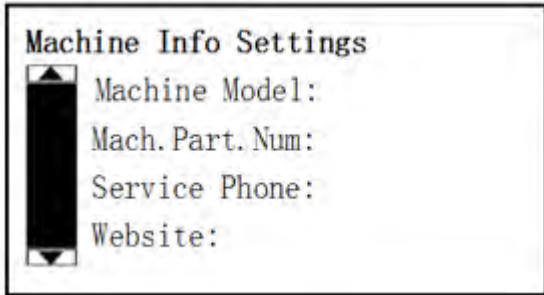 Machine Info Settings
Machine Model:
Mach.Part.Num:
Service Phone:
Website: